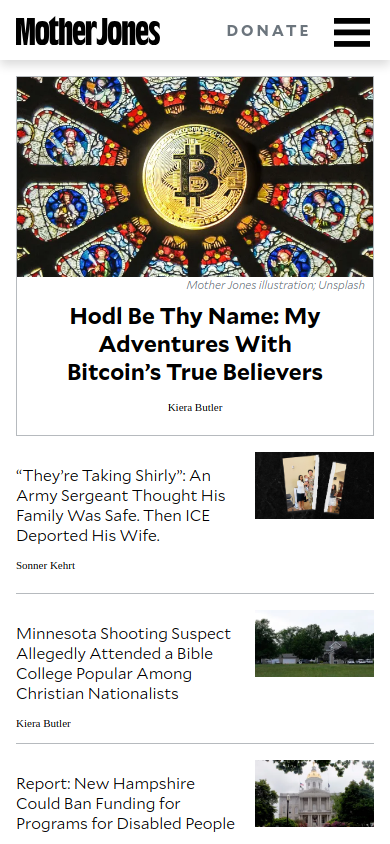 Mother Jones
DONATE
Mother Jones illustration; Unsplash
Hodl Be Thy Name: My
Adventures With
Bitcoin’s True Believers
Kiera Butler
“They’re Taking Shirly”: An
Army Sergeant Thought His
Family Was Safe. Then ICE
Deported His Wife.
Sonner Kehrt
Minnesota Shooting Suspect
Allegedly Attended a Bible
College Popular Among
Christian Nationalists
Kiera Butler
Report: New Hampshire
Could Ban Funding for
Programs for Disabled People